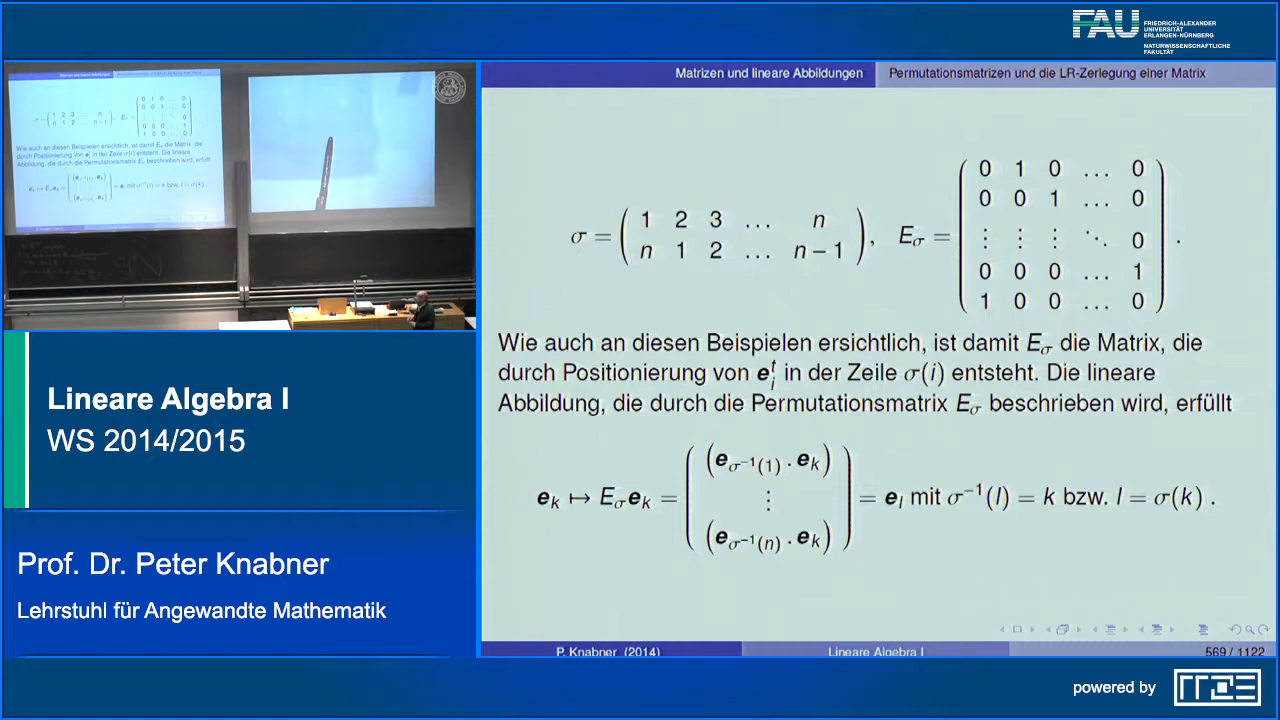 FAU
FRIEDRICH-ALEXANDER
UNIVERSITÄT
ERLANGEN-NÜRNBERG
NATURWISSENSCHAFTLICHE
FAKULTÄT
Matrizen und lineare Abbildungen
Permutationsmatrizen und die LR-Zerlegung einer Matrix
σ = ( 1 2 3 … n
n 1 2 … n − 1 ),
E_σ = ( 0 1 0 … 0
0 0 1 … 0
⋮ ⋮ ⋮ ⋱ 0
0 0 0 … 1
1 0 0 … 0 ) .
Wie auch an diesen Beispielen ersichtlich, ist damit E_σ die Matrix, die
durch Positionierung von e_i^t in der Zeile σ(i) entsteht. Die lineare
Abbildung, die durch die Permutationsmatrix E_σ beschrieben wird, erfüllt
e_k ↦ E_σ e_k = ( (e_{σ^{-1}(1)} . e_k)
⋮
(e_{σ^{-1}(n)} . e_k) ) = e_l mit σ^{-1}(l) = k bzw. l = σ(k) .
P. Knabner (2014)
Lineare Algebra I
569 / 1122
Lineare Algebra I
WS 2014/2015
Prof. Dr. Peter Knabner
Lehrstuhl für Angewandte Mathematik
powered by
RRZE